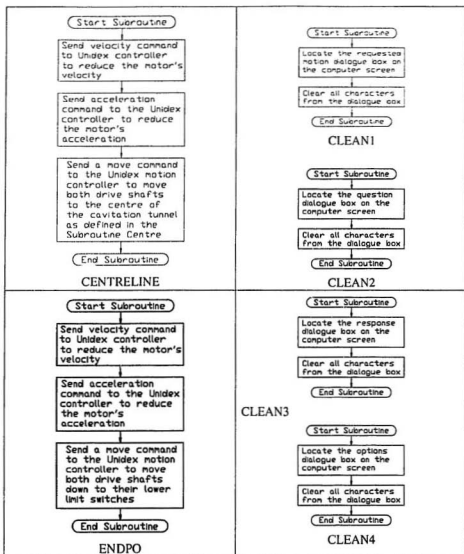 Start Subroutine
Send velocity command
to Unidex controller
to reduce the motor's
velocity
Send acceleration
command to the Unidex
controller to reduce
the motor's
acceleration
Send a move command
to the Unidex motion
controller to move
both drive shafts
to the centre of
the cavitation tunnel
as defined in the
Subroutine Centre
End Subroutine
CENTRELINE
Start Subroutine
Locate the requested
motion dialogue box on
the computer screen
Clear all characters
from the dialogue box
End Subroutine
CLEAN1
Start Subroutine
Locate the question
dialogue box on the
computer screen
Clear all characters
from the dialogue box
End Subroutine
CLEAN2
Start Subroutine
Send velocity command
to Unidex controller
to reduce the motor's
velocity
Send acceleration
command to the Unidex
controller to reduce
the motor's
acceleration
Send a move command
to the Unidex motion
controller to move
both drive shafts
down to their lower
limit switches
End Subroutine
ENDPO
Start Subroutine
Locate the response
dialogue box on the
computer screen
Clear all characters
from the dialogue box
End Subroutine
CLEAN3
Start Subroutine
Locate the options
dialogue box on the
computer screen
Clear all characters
from the dialogue box
End Subroutine
CLEAN4